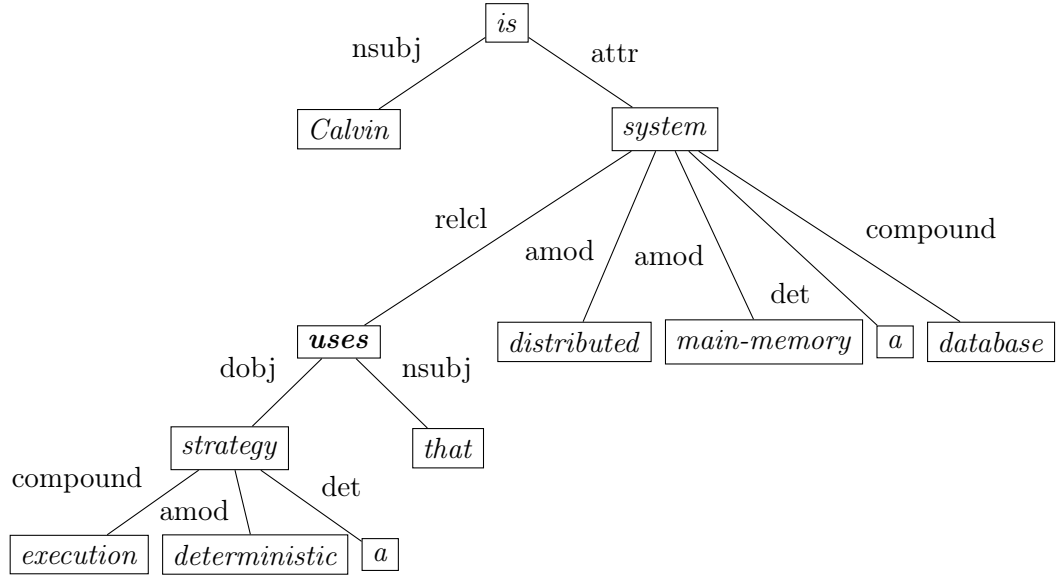 is
nsubj
attr
Calvin
system
relcl
amod
amod
det
compound
uses
distributed
main-memory
a
database
dobj
nsubj
strategy
that
compound
amod
det
execution
deterministic
a